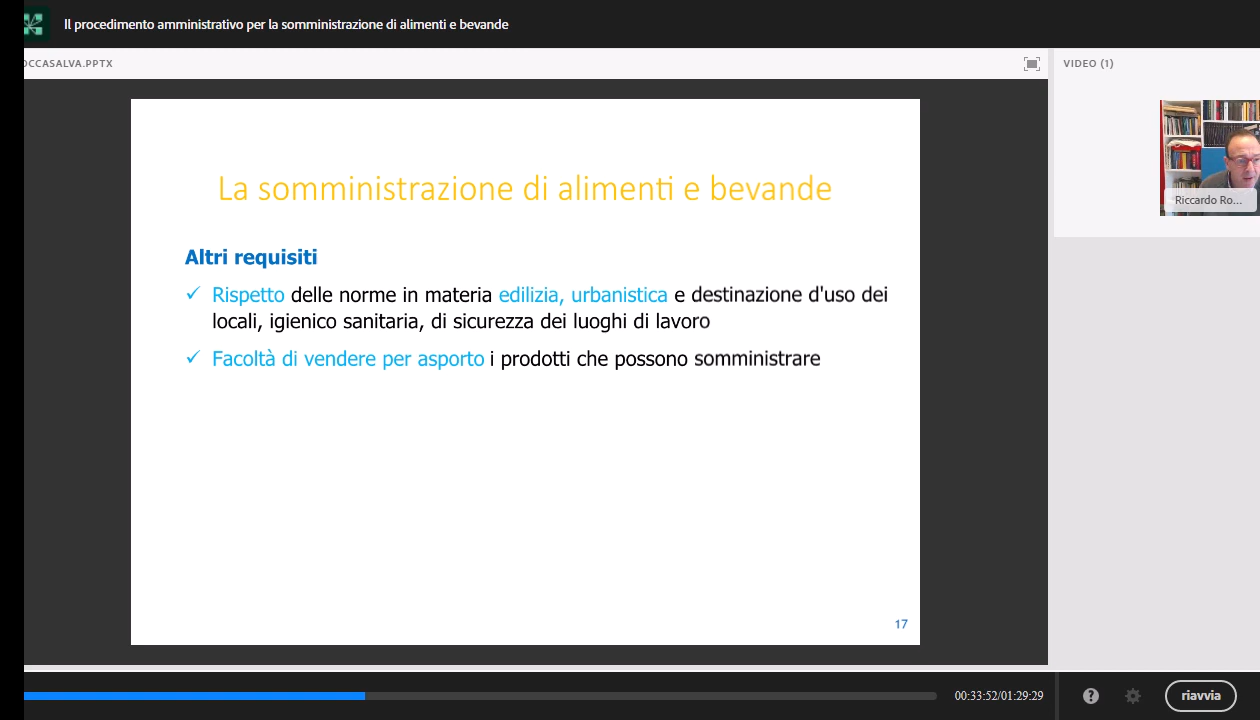 Il procedimento amministrativo per la somministrazione di alimenti e bevande
OCCASALVA.PPTX
VIDEO (1)
La somministrazione di alimenti e bevande
Altri requisiti
✓ Rispetto delle norme in materia edilizia, urbanistica e destinazione d'uso dei
locali, igienico sanitaria, di sicurezza dei luoghi di lavoro
✓ Facoltà di vendere per asporto i prodotti che possono somministrare
Riccardo Ro...
17
00:33:52/01:29:29
?
riavvia